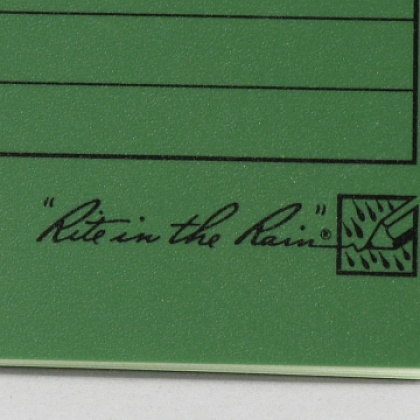 "Rite in the Rain"®